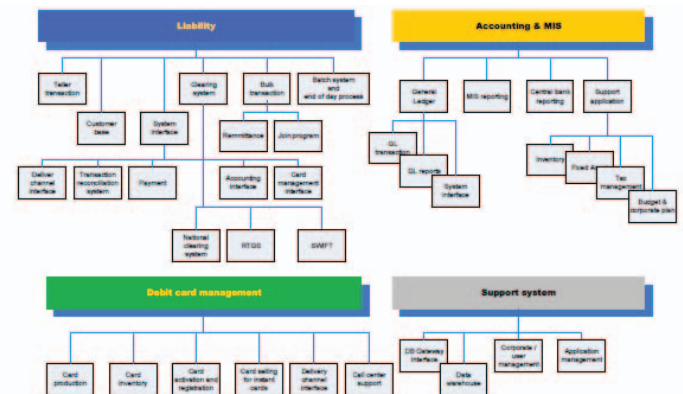 Liability
Accounting & MIS
Teller
transaction
Clearing
system
Bulk
transaction
Batch system
and
end of day process
Customer
base
System
interface
Remmittance
Join program
Deliver
channel
interface
Transaction
reconciliation
system
Payment
Accounting
interface
Card
management
interface
National
clearing
system
RTGS
SWIFT
General
Ledger
MIS reporting
Central bank
reporting
Support
application
GL
transaction
GL reports
System
interface
Inventory
Fixed
Tax
management
Budget &
corporate plan
Debit card management
Support system
Card
production
Card
inventory
Card
activation and
registration
Card selling
for instant
cards
Delivery
channel
interface
Call center
support
DB Gateway
interface
Data
warehouse
Corporate /
user
management
Application
management